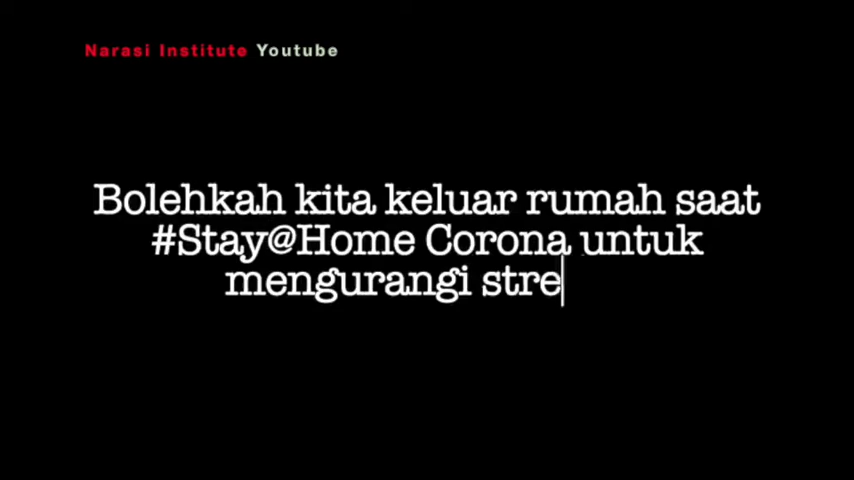 Narasi Institute Youtube
Bolehkah kita keluar rumah saat
#Stay@Home Corona untuk
mengurangi stre